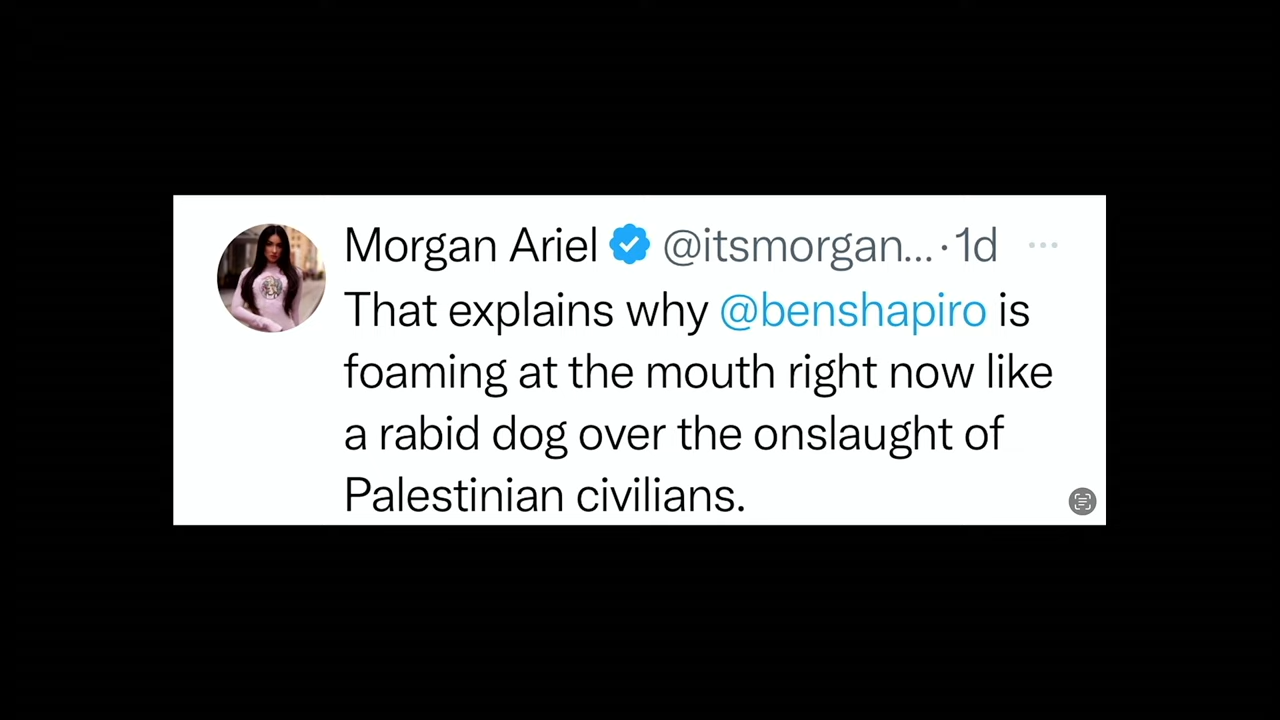 Morgan Ariel @itsmorgan... · 1d ...
That explains why @benshapiro is
foaming at the mouth right now like
a rabid dog over the onslaught of
Palestinian civilians.